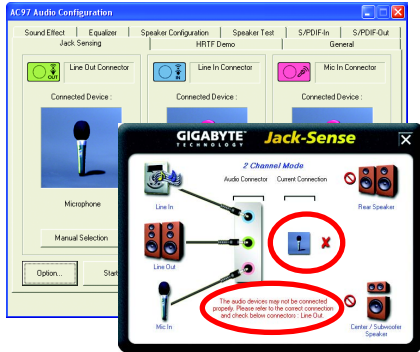 AC97 Audio Configuration
Sound Effect Equalizer Speaker Configuration Speaker Test S/PDIF-In S/PDIF-Out
Jack Sensing HRTF Demo General
OUT Line Out Connector
IN Line In Connector
Mic In Connector
Connected Device :
Connected Device :
Connected Device :
Microphone
Manual Selection
Option...
Start
GIGABYTE
TECHNOLOGY
Jack-Sense
X
2 Channel Mode
Audio Connector Current Connection
Line In
Line Out
Mic In
Rear Speaker
Center / Subwoofer
Speaker
The audio devices may not be connected
properly. Please refer to the correct connection
and check below connectors : Line Out.